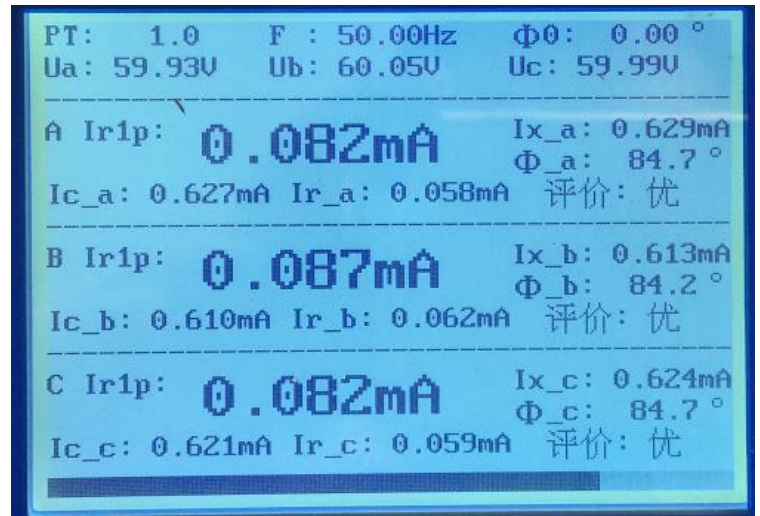 PT: 1.0 F : 50.00Hz Φ0: 0.00 °
Ua: 59.93V Ub: 60.05V Uc: 59.99V
A Ir1p: 0.082mA Ix_a: 0.629mA
Φ_a: 84.7 °
Ic_a: 0.627mA Ir_a: 0.058mA 评价: 优
B Ir1p: 0.087mA Ix_b: 0.613mA
Φ_b: 84.2 °
Ic_b: 0.610mA Ir_b: 0.062mA 评价: 优
C Ir1p: 0.082mA Ix_c: 0.624mA
Φ_c: 84.7 °
Ic_c: 0.621mA Ir_c: 0.059mA 评价: 优